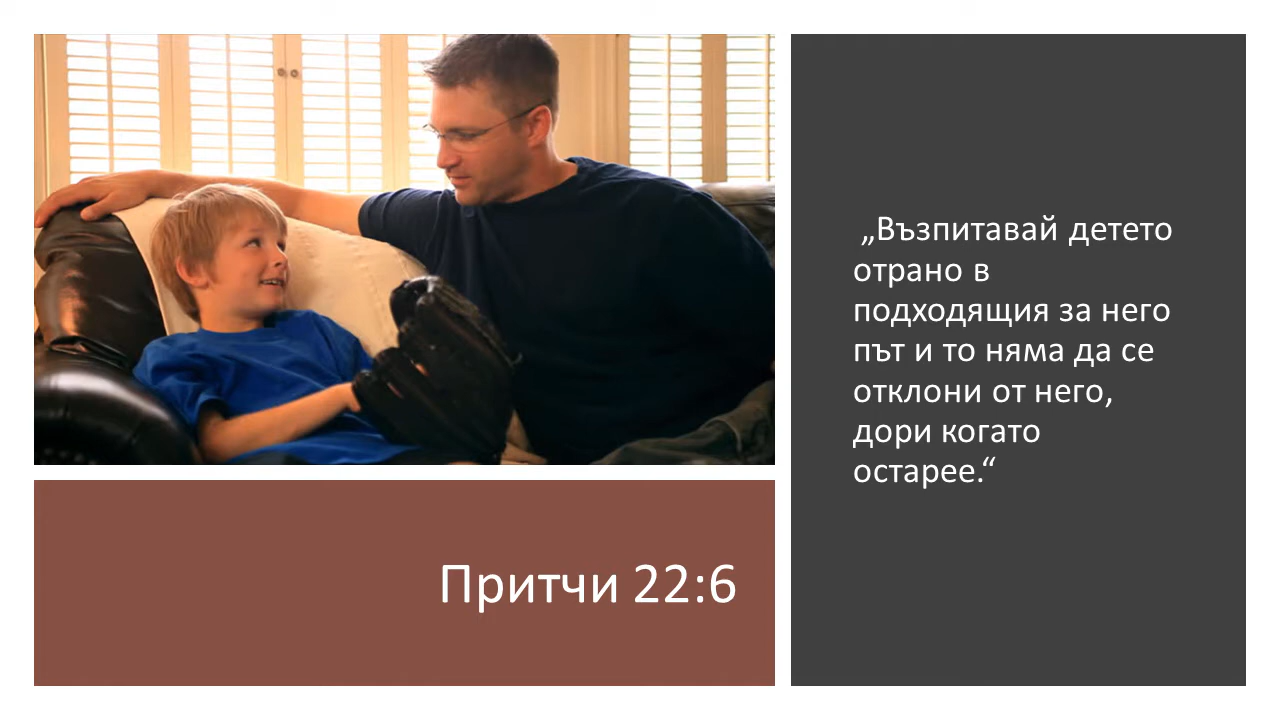 „Възпитавай детето
отрано в
подходящия за него
път и то няма да се
отклони от него,
дори когато
остарее.“
Притчи 22:6